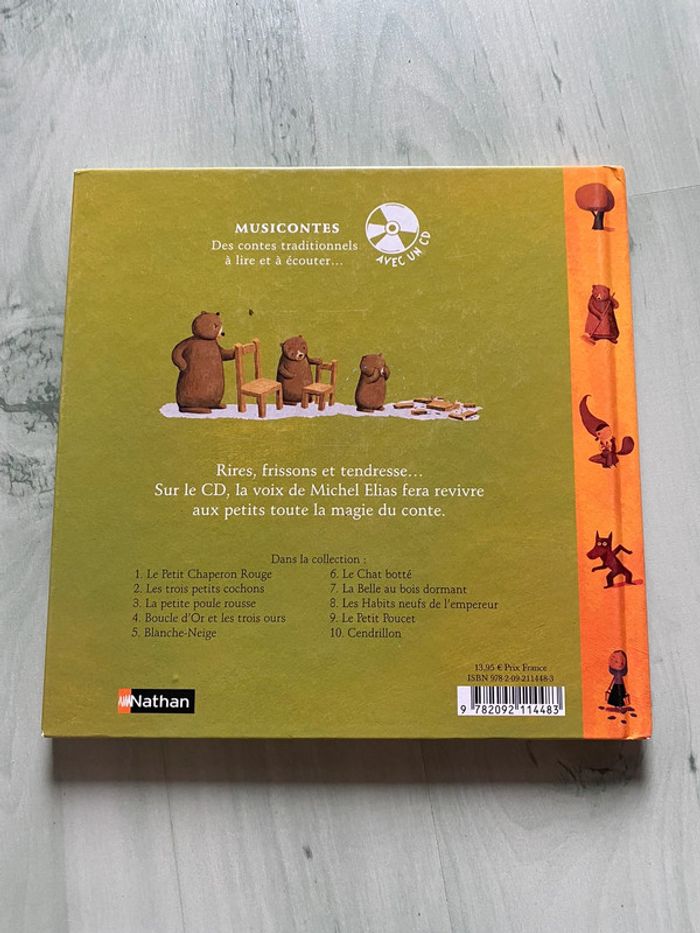 MUSICONTES
Des contes traditionnels
à lire et à écouter...
AVEC UN CD
Rires, frissons et tendresse...
Sur le CD, la voix de Michel Elias fera revivre
aux petits toute la magie du conte.
Dans la collection :
1. Le Petit Chaperon Rouge
2. Les trois petits cochons
3. La petite poule rousse
4. Boucle d'Or et les trois ours
5. Blanche-Neige
6. Le Chat botté
7. La Belle au bois dormant
8. Les Habits neufs de l'empereur
9. Le Petit Poucet
10. Cendrillon
13,95 € Prix France
ISBN 978-2-09-211448-3
9 782092 114483
Nathan